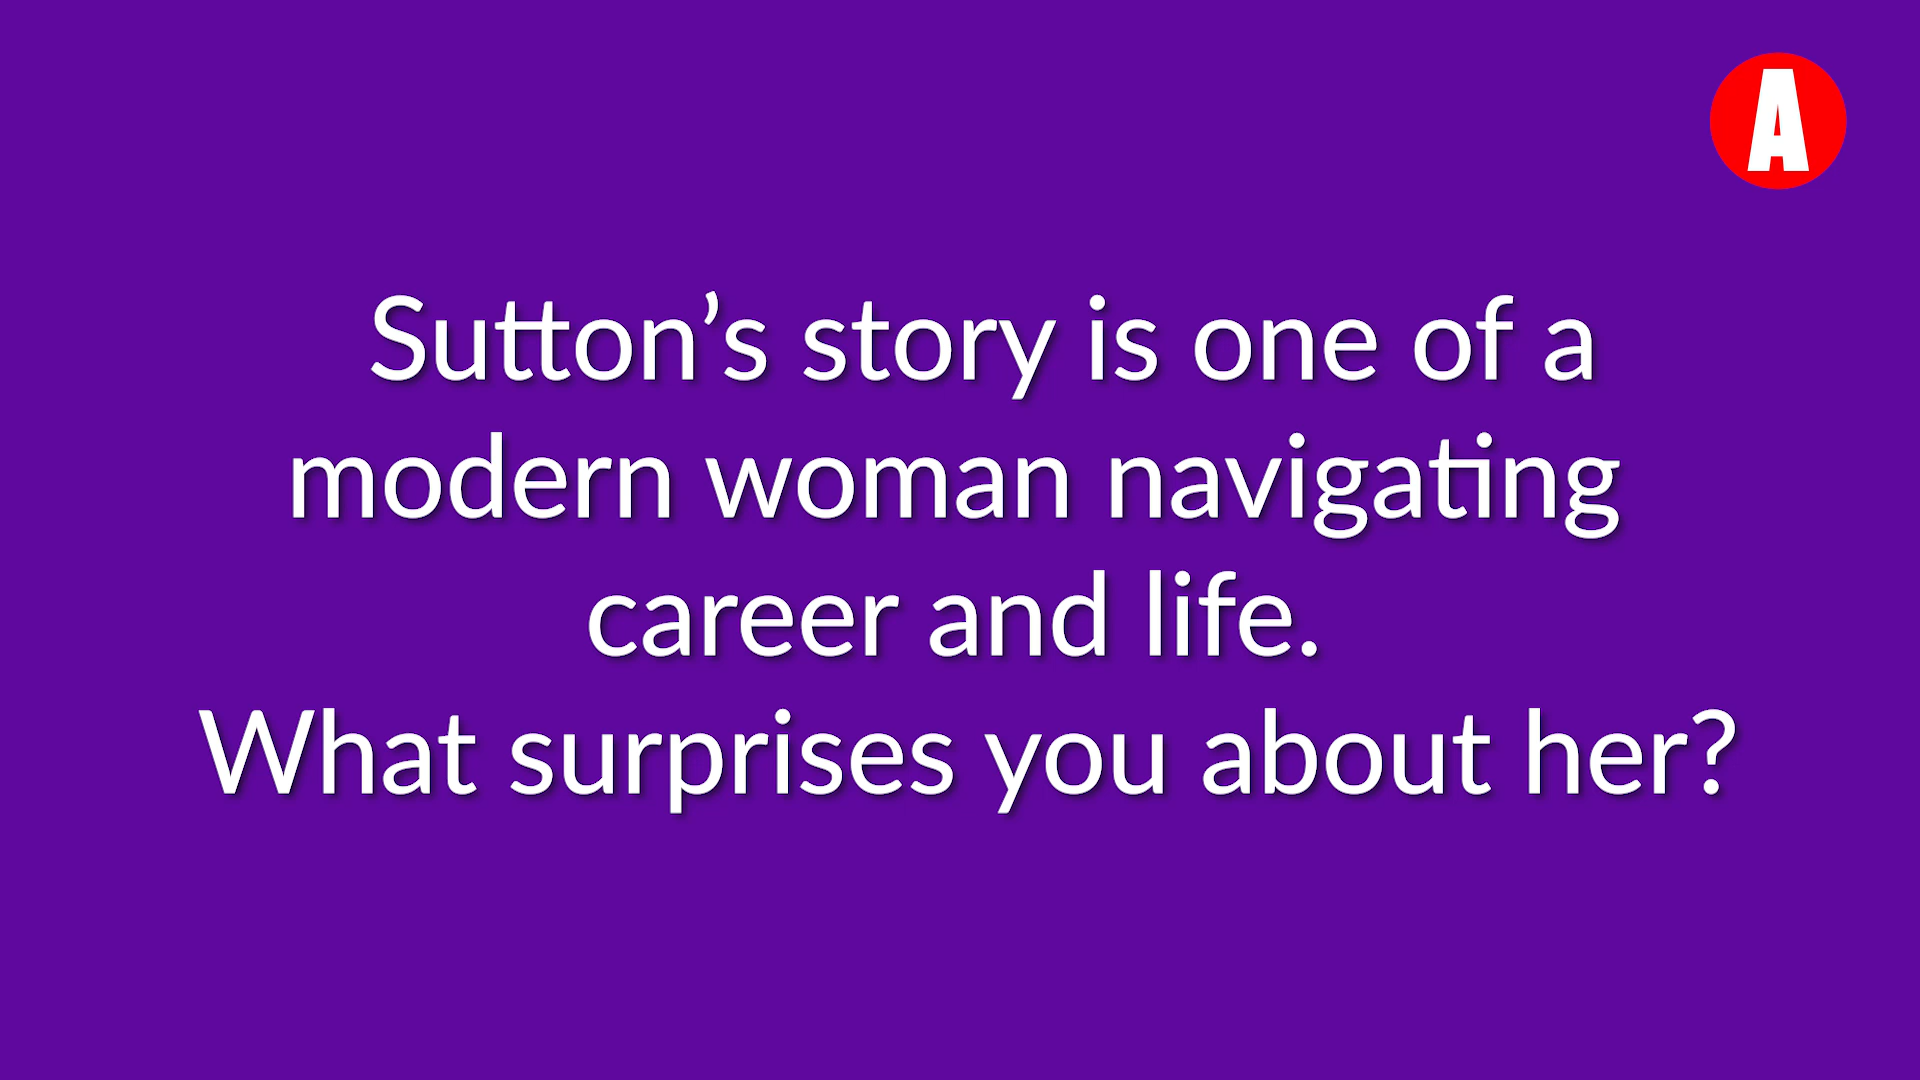 A
Sutton’s story is one of a
modern woman navigating
career and life.
What surprises you about her?